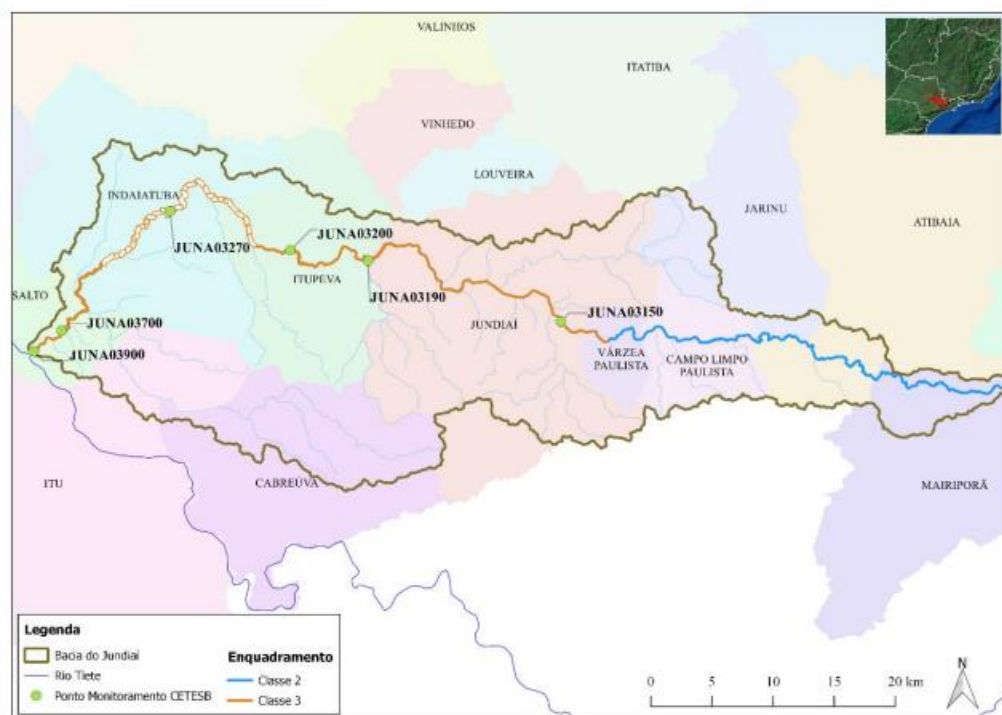 VALINHOS
ITATIBA
VINHEDO
LOUVEIRA
JARINU
ATIBAIA
INDAIATUBA
JUNA03270
JUNA03200
ITUPEVA
JUNA03190
SALTO
JUNA03700
JUNA03900
JUNDIAÍ
JUNA03150
VÁRZEA
PAULISTA
CAMPO LIMPO
PAULISTA
ITU
CABREÚVA
MAIRIPORÃ
Legenda
Bacia do Jundiaí
Rio Tiete
Ponto Monitoramento CETESB
Enquadramento
Classe 2
Classe 3
0 5 10 15 20 km
N